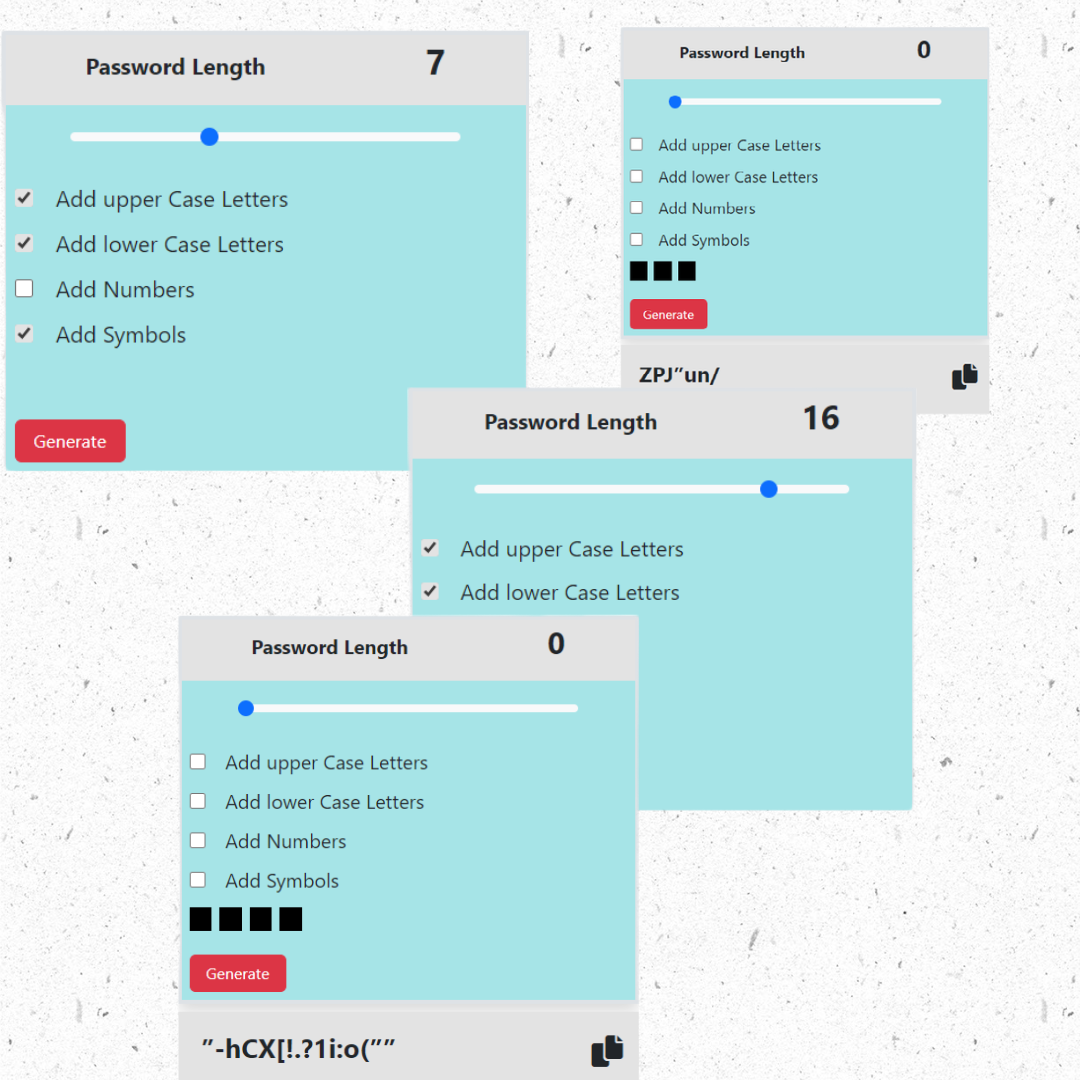 Password Length 7
Add upper Case Letters
Add lower Case Letters
Add Numbers
Add Symbols
Generate
Password Length 0
Add upper Case Letters
Add lower Case Letters
Add Numbers
Add Symbols
Generate
ZPJ"un/
Password Length 16
Add upper Case Letters
Add lower Case Letters
Password Length 0
Add upper Case Letters
Add lower Case Letters
Add Numbers
Add Symbols
Generate
"-hCX[!.?1i:o(""